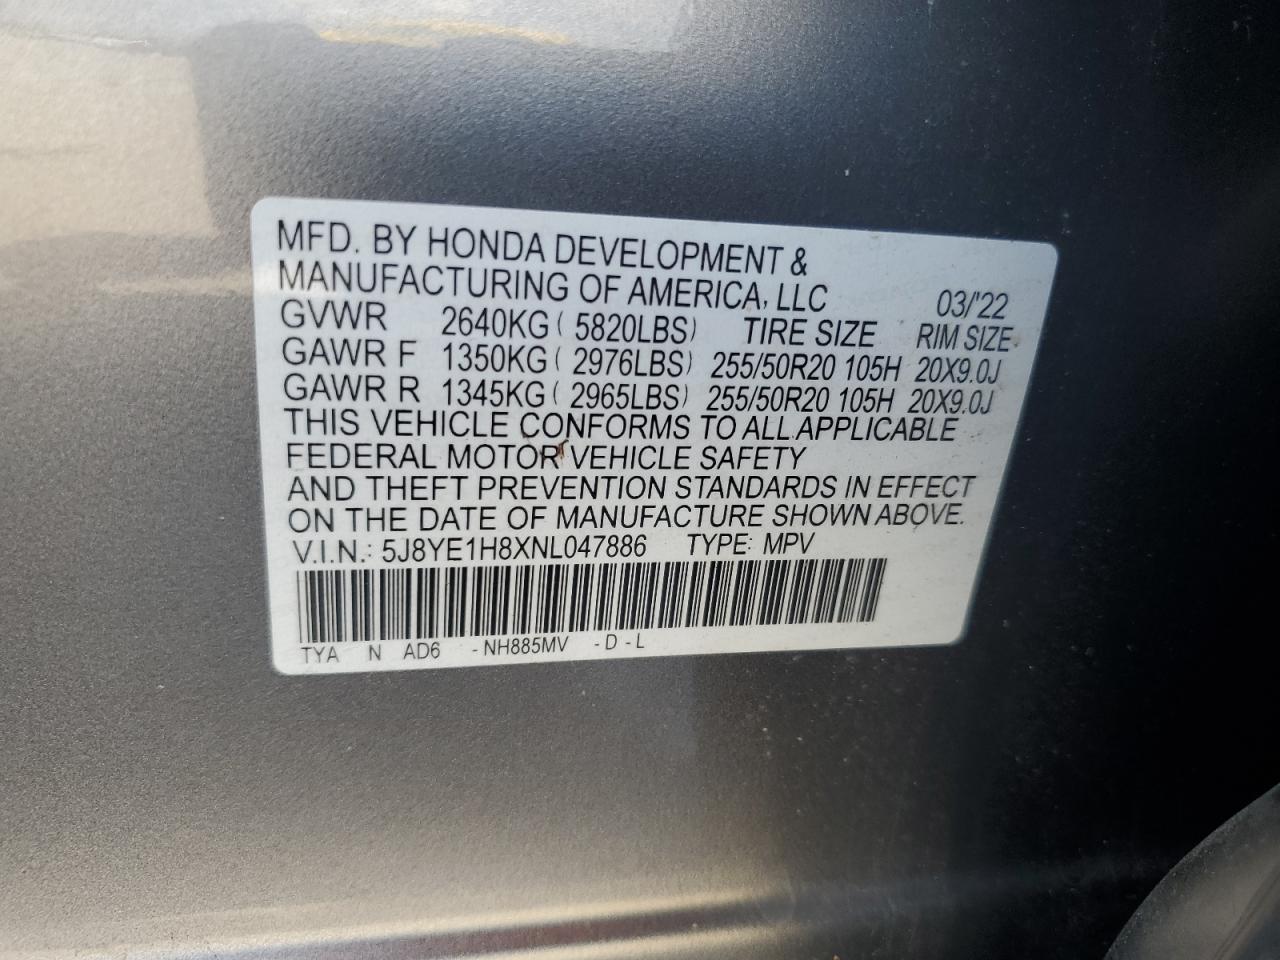 MFD. BY HONDA DEVELOPMENT &
MANUFACTURING OF AMERICA, LLC 03/'22
GVWR 2640KG ( 5820LBS) TIRE SIZE RIM SIZE
GAWR F 1350KG ( 2976LBS) 255/50R20 105H 20X9.0J
GAWR R 1345KG ( 2965LBS) 255/50R20 105H 20X9.0J
THIS VEHICLE CONFORMS TO ALL APPLICABLE
FEDERAL MOTOR VEHICLE SAFETY
AND THEFT PREVENTION STANDARDS IN EFFECT
ON THE DATE OF MANUFACTURE SHOWN ABOVE.
V.I.N.: 5J8YE1H8XNL047886 TYPE: MPV
TYA N AD6 -NH885MV -D-L